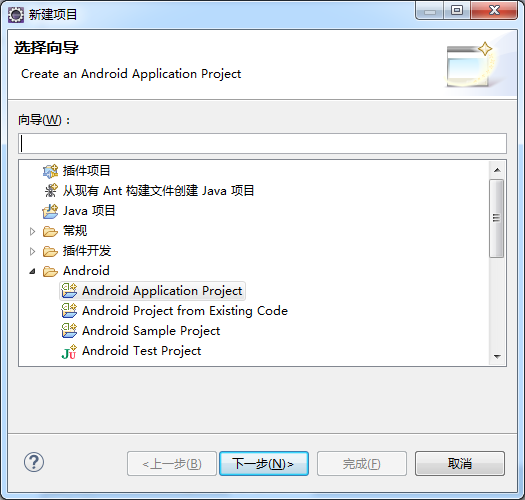 新建项目
选择向导
Create an Android Application Project
向导(W)：
插件项目
从现有 Ant 构建文件创建 Java 项目
Java 项目
常规
插件开发
Android
Android Application Project
Android Project from Existing Code
Android Sample Project
Android Test Project
<上一步(B)
下一步(N)>
完成(F)
取消